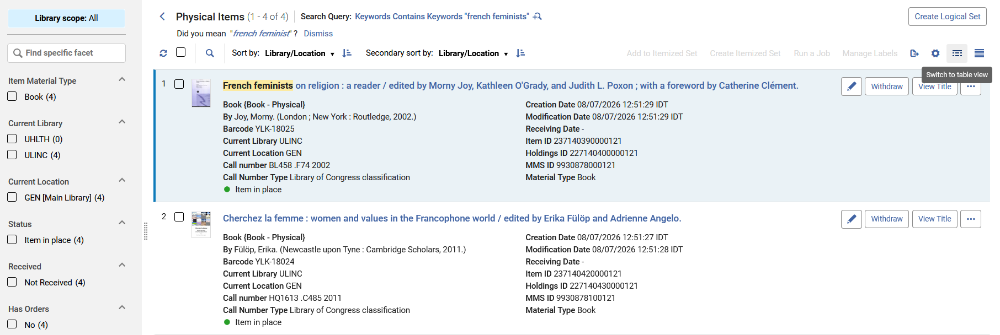 Library scope: All
Find specific facet
Item Material Type
Book (4)
Current Library
UHLTH (0)
ULINC (4)
Current Location
GEN [Main Library] (4)
Status
Item in place (4)
Received
Not Received (4)
Has Orders
No (4)
Physical Items (1 - 4 of 4) Search Query: Keywords Contains Keywords "french feminists"
Create Logical Set
Did you mean "french feminist" ? Dismiss
Sort by: Library/Location Secondary sort by: Library/Location Add to Itemized Set Create Itemized Set Run a Job Manage Labels
Switch to table view
1 French feminists on religion : a reader / edited by Morny Joy, Kathleen O'Grady, and Judith L. Poxon ; with a foreword by Catherine Clément. Withdraw View Title
Book {Book - Physical} Creation Date 08/07/2026 12:51:29 IDT
By Joy, Morny. (London ; New York : Routledge, 2002.) Modification Date 08/07/2026 12:51:29 IDT
Barcode YLK-18025 Receiving Date -
Current Library ULINC Item ID 237140390000121
Current Location GEN Holdings ID 227140400000121
Call number BL458 .F74 2002 MMS ID 9930878000121
Call Number Type Library of Congress classification Material Type Book
Item in place
2 Cherchez la femme : women and values in the Francophone world / edited by Erika Fülöp and Adrienne Angelo. Withdraw View Title
Book {Book - Physical} Creation Date 08/07/2026 12:51:27 IDT
By Fülöp, Erika. (Newcastle upon Tyne : Cambridge Scholars, 2011.) Modification Date 08/07/2026 12:51:28 IDT
Barcode YLK-18024 Receiving Date -
Current Library ULINC Item ID 237140420000121
Current Location GEN Holdings ID 227140430000121
Call number HQ1613 .C485 2011 MMS ID 9930878100121
Call Number Type Library of Congress classification Material Type Book
Item in place